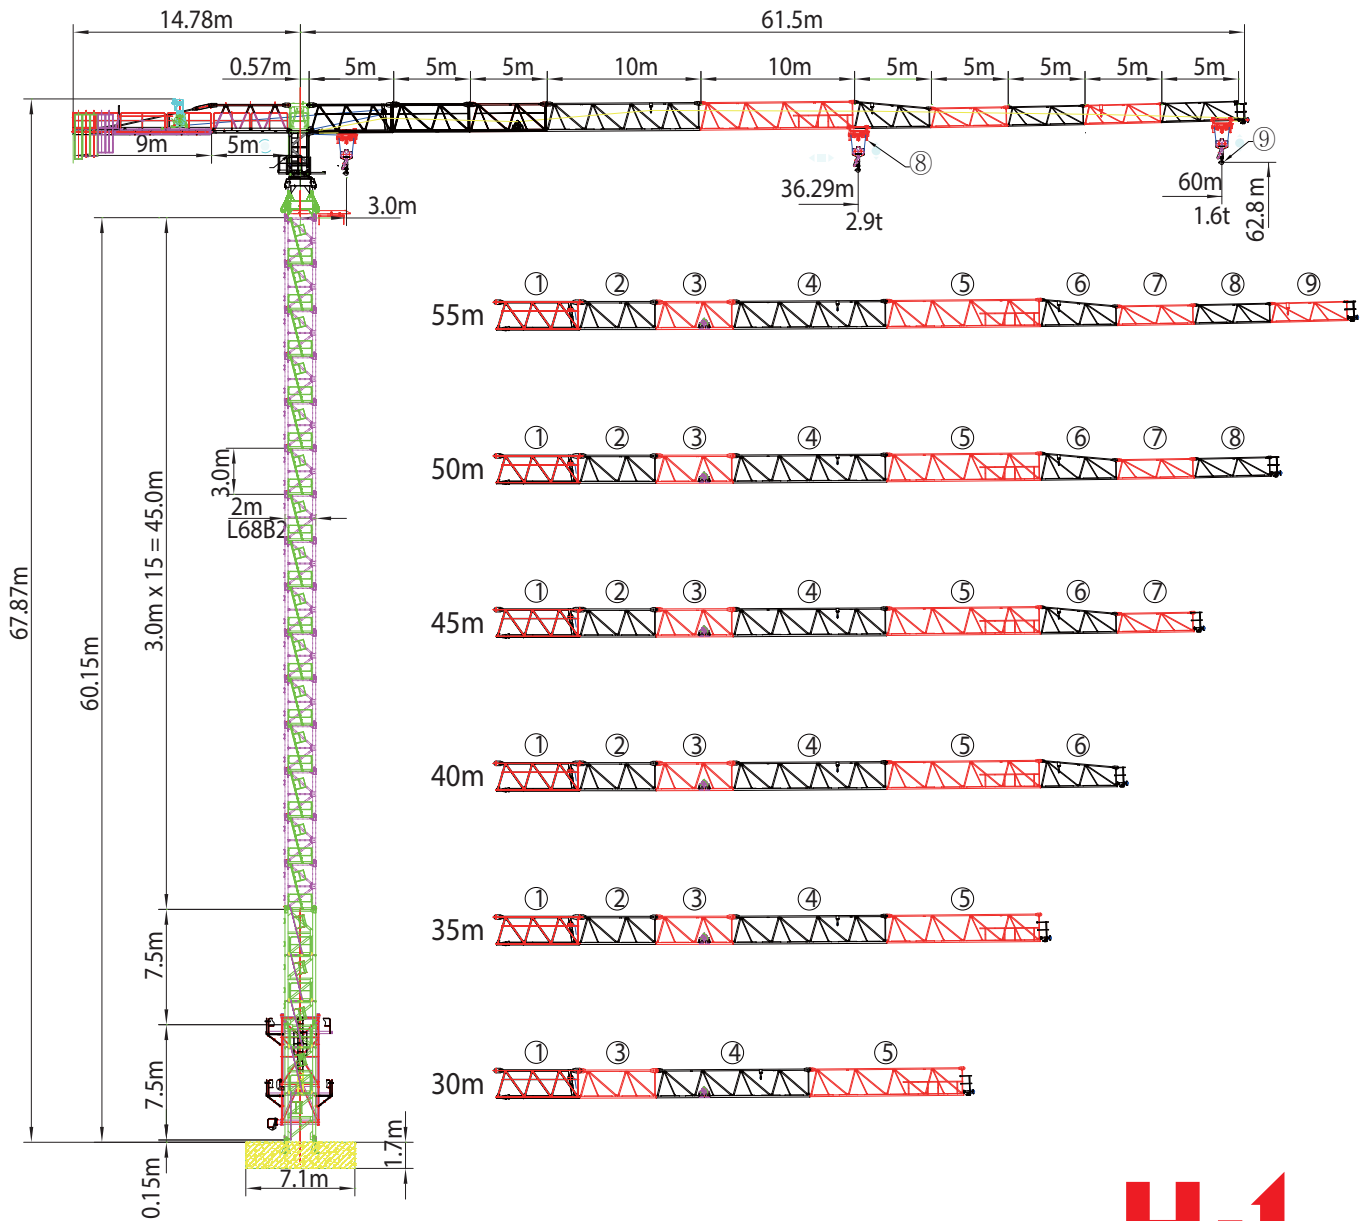 14.78m 61.5m
0.57m 5m 5m 5m 10m 10m 5m 5m 5m 5m 5m
9m 5m ⑧ ⑨
3.0m 36.29m 60m
2.9t 1.6t
62.8m
① ② ③ ④ ⑤ ⑥ ⑦ ⑧ ⑨
55m
① ② ③ ④ ⑤ ⑥ ⑦ ⑧
50m
3.0m
2m
L68B2
① ② ③ ④ ⑤ ⑥ ⑦
45m
67.87m
60.15m
3.0m x 15 = 45.0m
① ② ③ ④ ⑤ ⑥
40m
① ② ③ ④ ⑤
35m
7.5m
① ③ ④ ⑤
30m
7.5m
1.7m
7.1m
0.15m